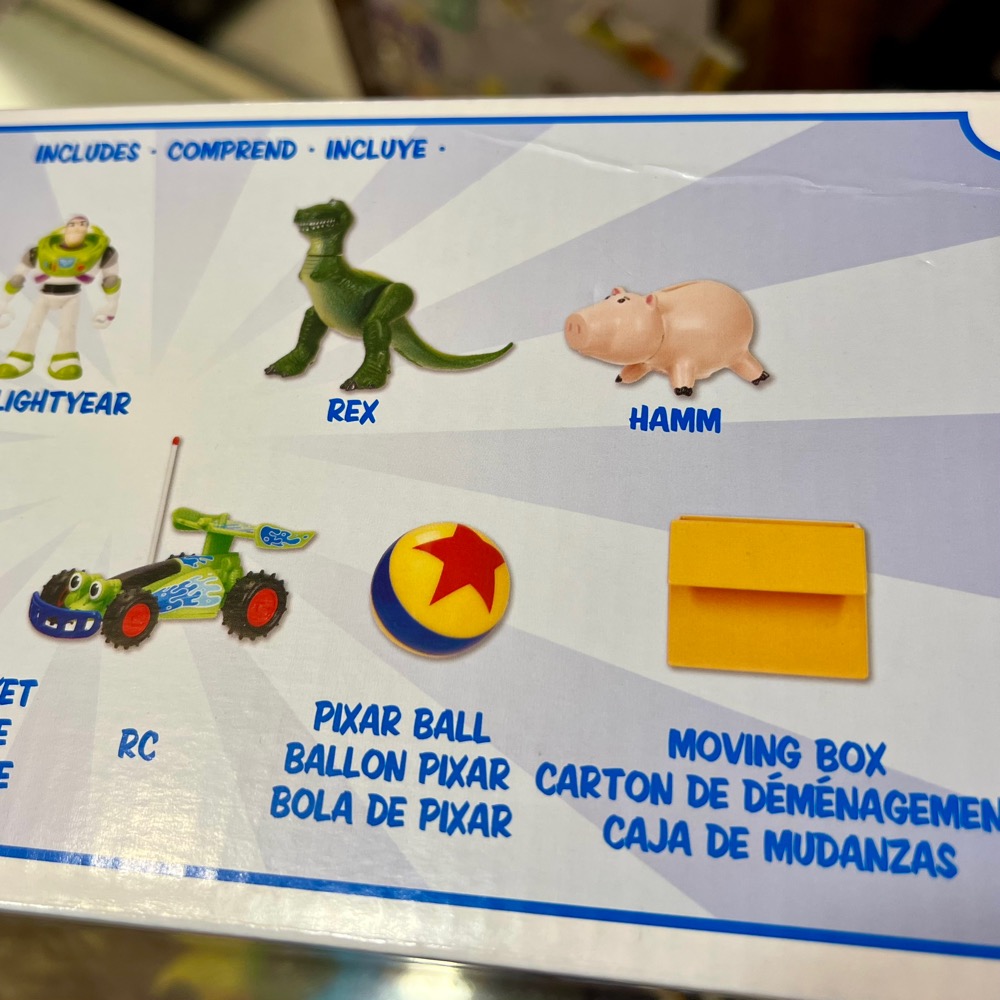 INCLUDES · COMPREND · INCLUYE ·
LIGHTYEAR
REX
HAMM
RC
PIXAR BALL
BALLON PIXAR
BOLA DE PIXAR
MOVING BOX
CARTON DE DÉMÉNAGEMEN
CAJA DE MUDANZAS